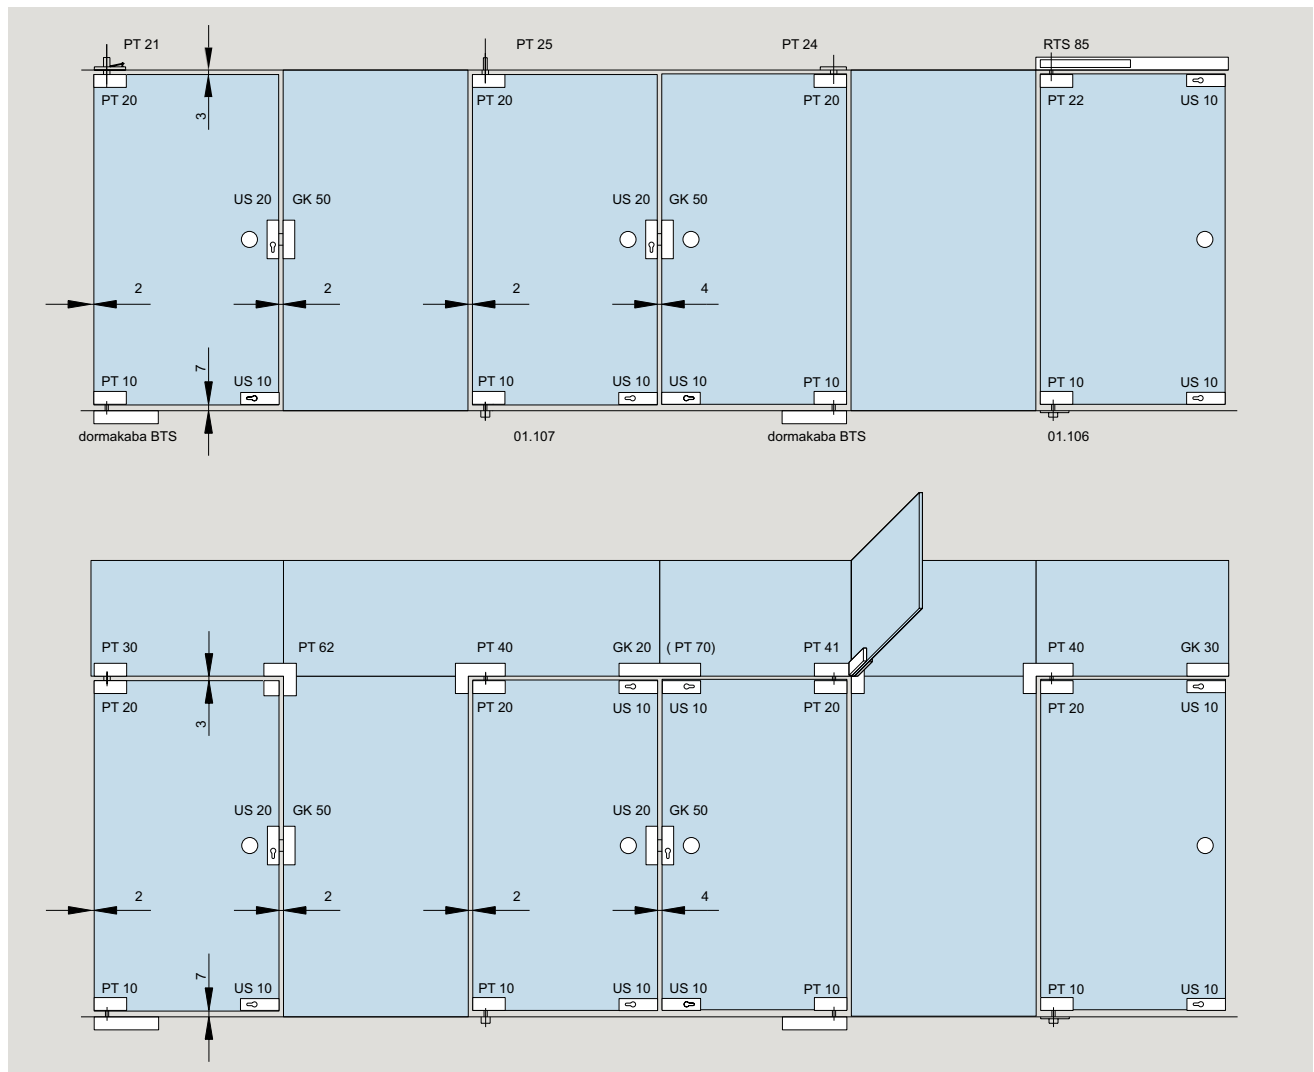 PT 21 PT 25 PT 24 RTS 85
PT 20 PT 20 PT 20 PT 22 US 10
3
US 20 GK 50 US 20 GK 50
2 2 2 4
7
PT 10 US 10 PT 10 US 10 US 10 PT 10 PT 10 US 10
dormakaba BTS 01.107 dormakaba BTS 01.106
PT 30 PT 62 PT 40 GK 20 ( PT 70) PT 41 PT 40 GK 30
PT 20 PT 20 US 10 US 10 PT 20 PT 20 US 10
3
US 20 GK 50 US 20 GK 50
2 2 2 4
7
PT 10 US 10 PT 10 US 10 US 10 PT 10 PT 10 US 10